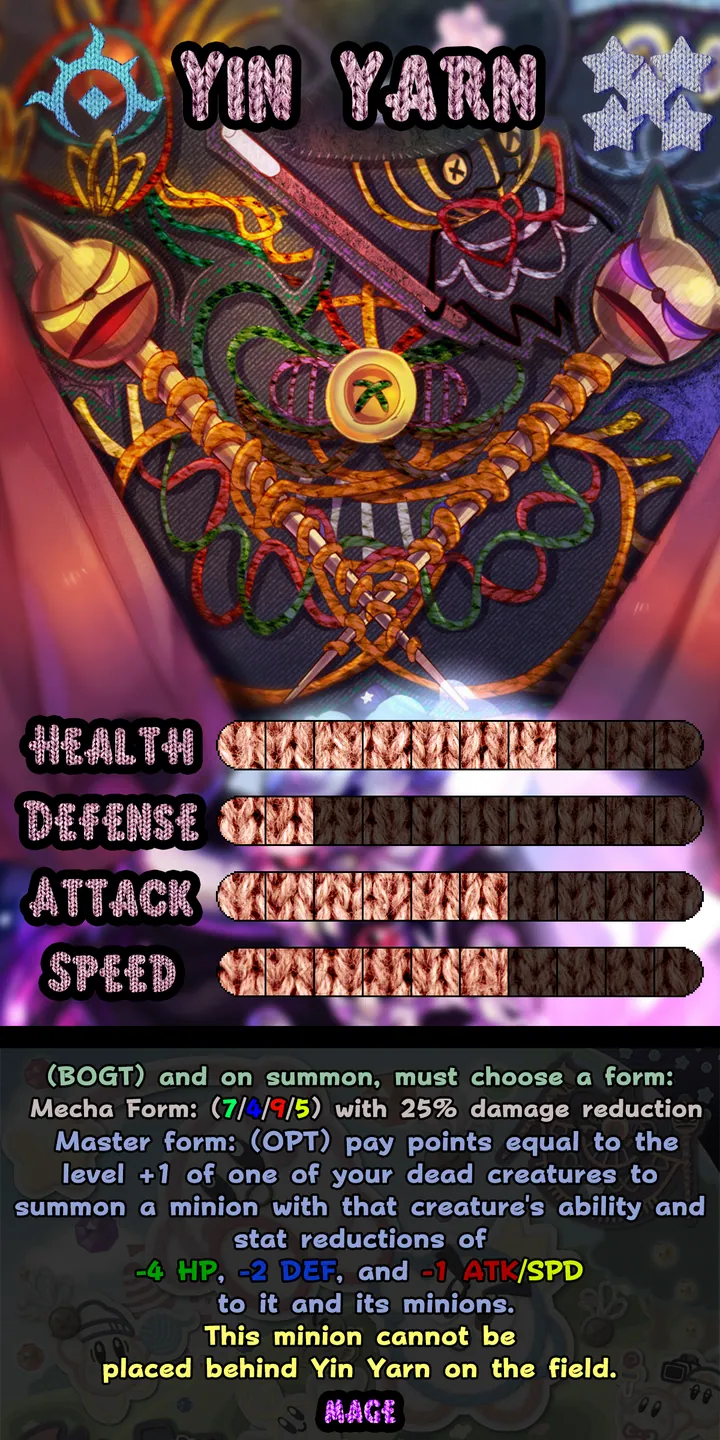 YIN YARN
HEALTH
DEFENSE
ATTACK
SPEED
(BOGT) and on summon, must choose a form:
Mecha Form: (7/4/9/5) with 25% damage reduction
Master form: (OPT) pay points equal to the
level +1 of one of your dead creatures to
summon a minion with that creature's ability and
stat reductions of
-4 HP, -2 DEF, and -1 ATK/SPD
to it and its minions.
This minion cannot be
placed behind Yin Yarn on the field.
MAGE